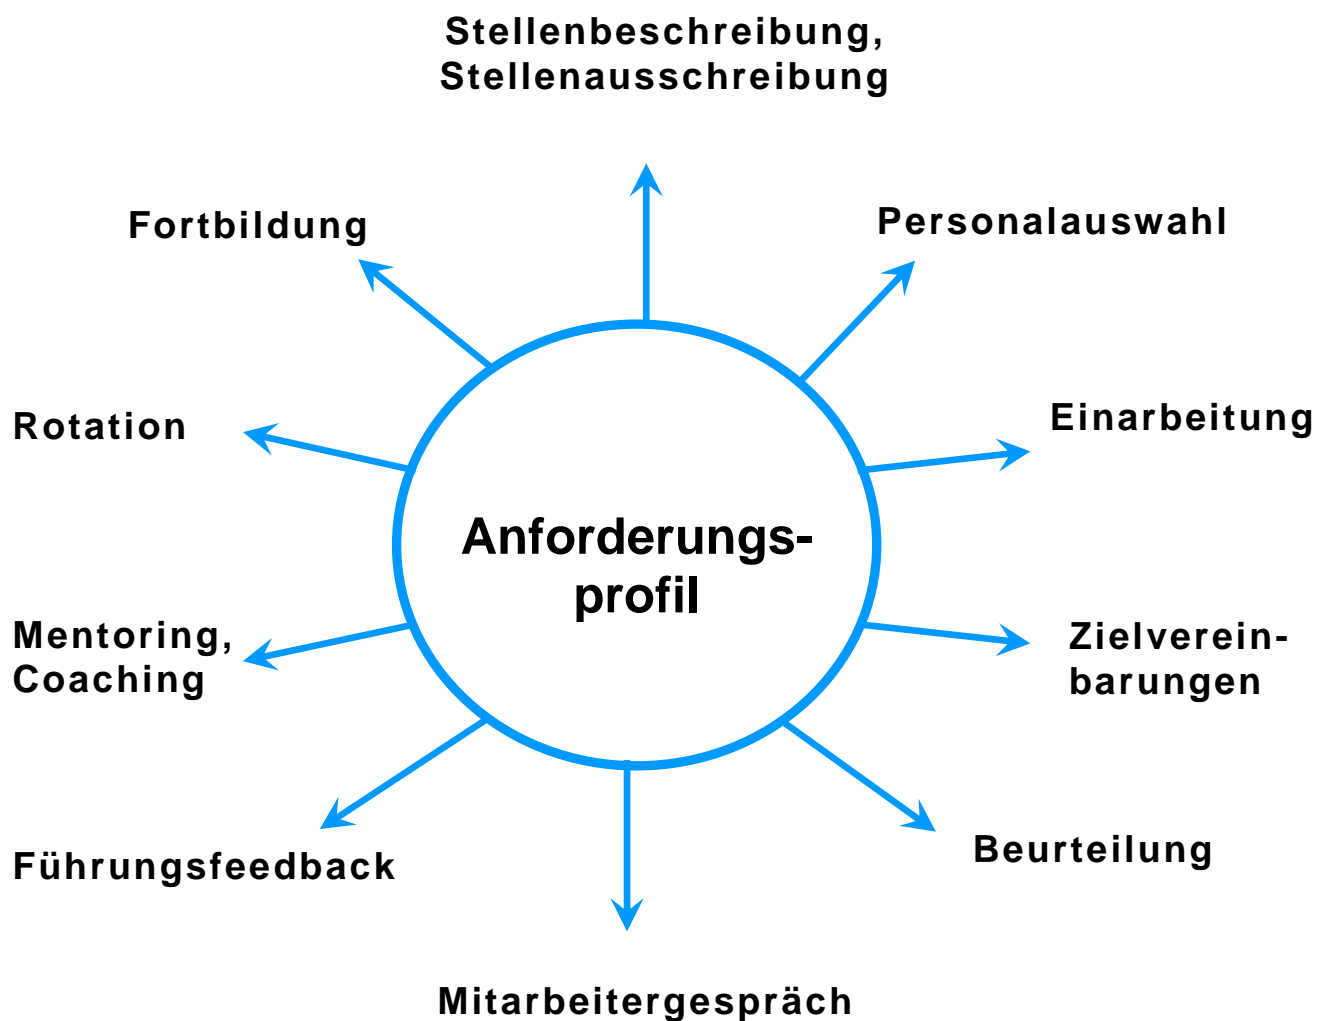 Stellenbeschreibung,
Stellenausschreibung
Fortbildung
Personalauswahl
Rotation
Einarbeitung
Anforderungs-
profil
Mentoring,
Coaching
Zielverein-
barungen
Führungsfeedback
Beurteilung
Mitarbeitergespräch